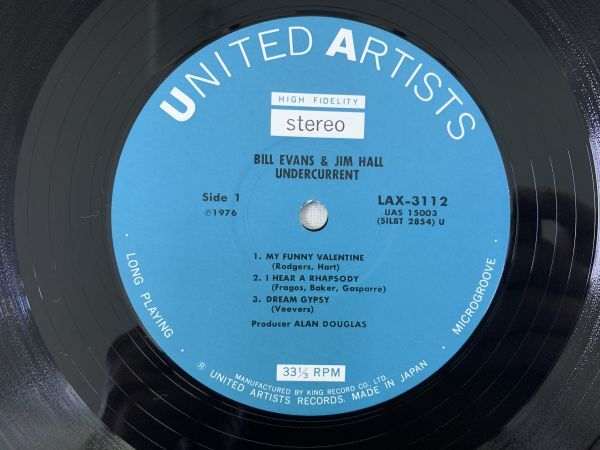 UNITED ARTISTS
HIGH FIDELITY
stereo
BILL EVANS & JIM HALL
UNDERCURRENT
Side 1
℗1976
LAX-3112
UAS 15003
(SILBT 2854) U
1. MY FUNNY VALENTINE
(Rodgers, Hart)
2. I HEAR A RHAPSODY
(Fragos, Baker, Gasparre)
3. DREAM GYPSY
(Veevers)
Producer ALAN DOUGLAS
33⅓ RPM
· LONG PLAYING ·
· MICROGROOVE ·
MANUFACTURED BY KING RECORD CO., LTD.
® UNITED ARTISTS RECORDS. MADE IN JAPAN